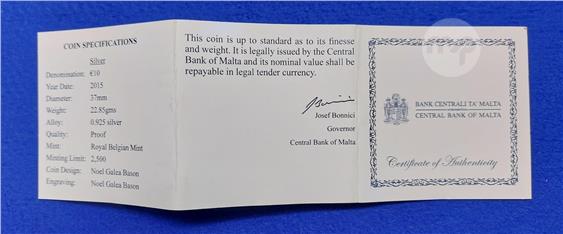 COIN SPECIFICATIONS
Silver
Denomination: €10
Year Date: 2015
Diameter: 37mm
Weight: 22.85gms
Alloy: 0.925 silver
Quality: Proof
Mint: Royal Belgian Mint
Minting Limit: 2,500
Coin Design: Noel Galea Bason
Engraving: Noel Galea Bason
This coin is up to standard as to its finesse
and weight. It is legally issued by the Central
Bank of Malta and its nominal value shall be
repayable in legal tender currency.
Josef Bonnici
Governor
Central Bank of Malta
BANK ĊENTRALI TA' MALTA
CENTRAL BANK OF MALTA
Certificate of Authenticity